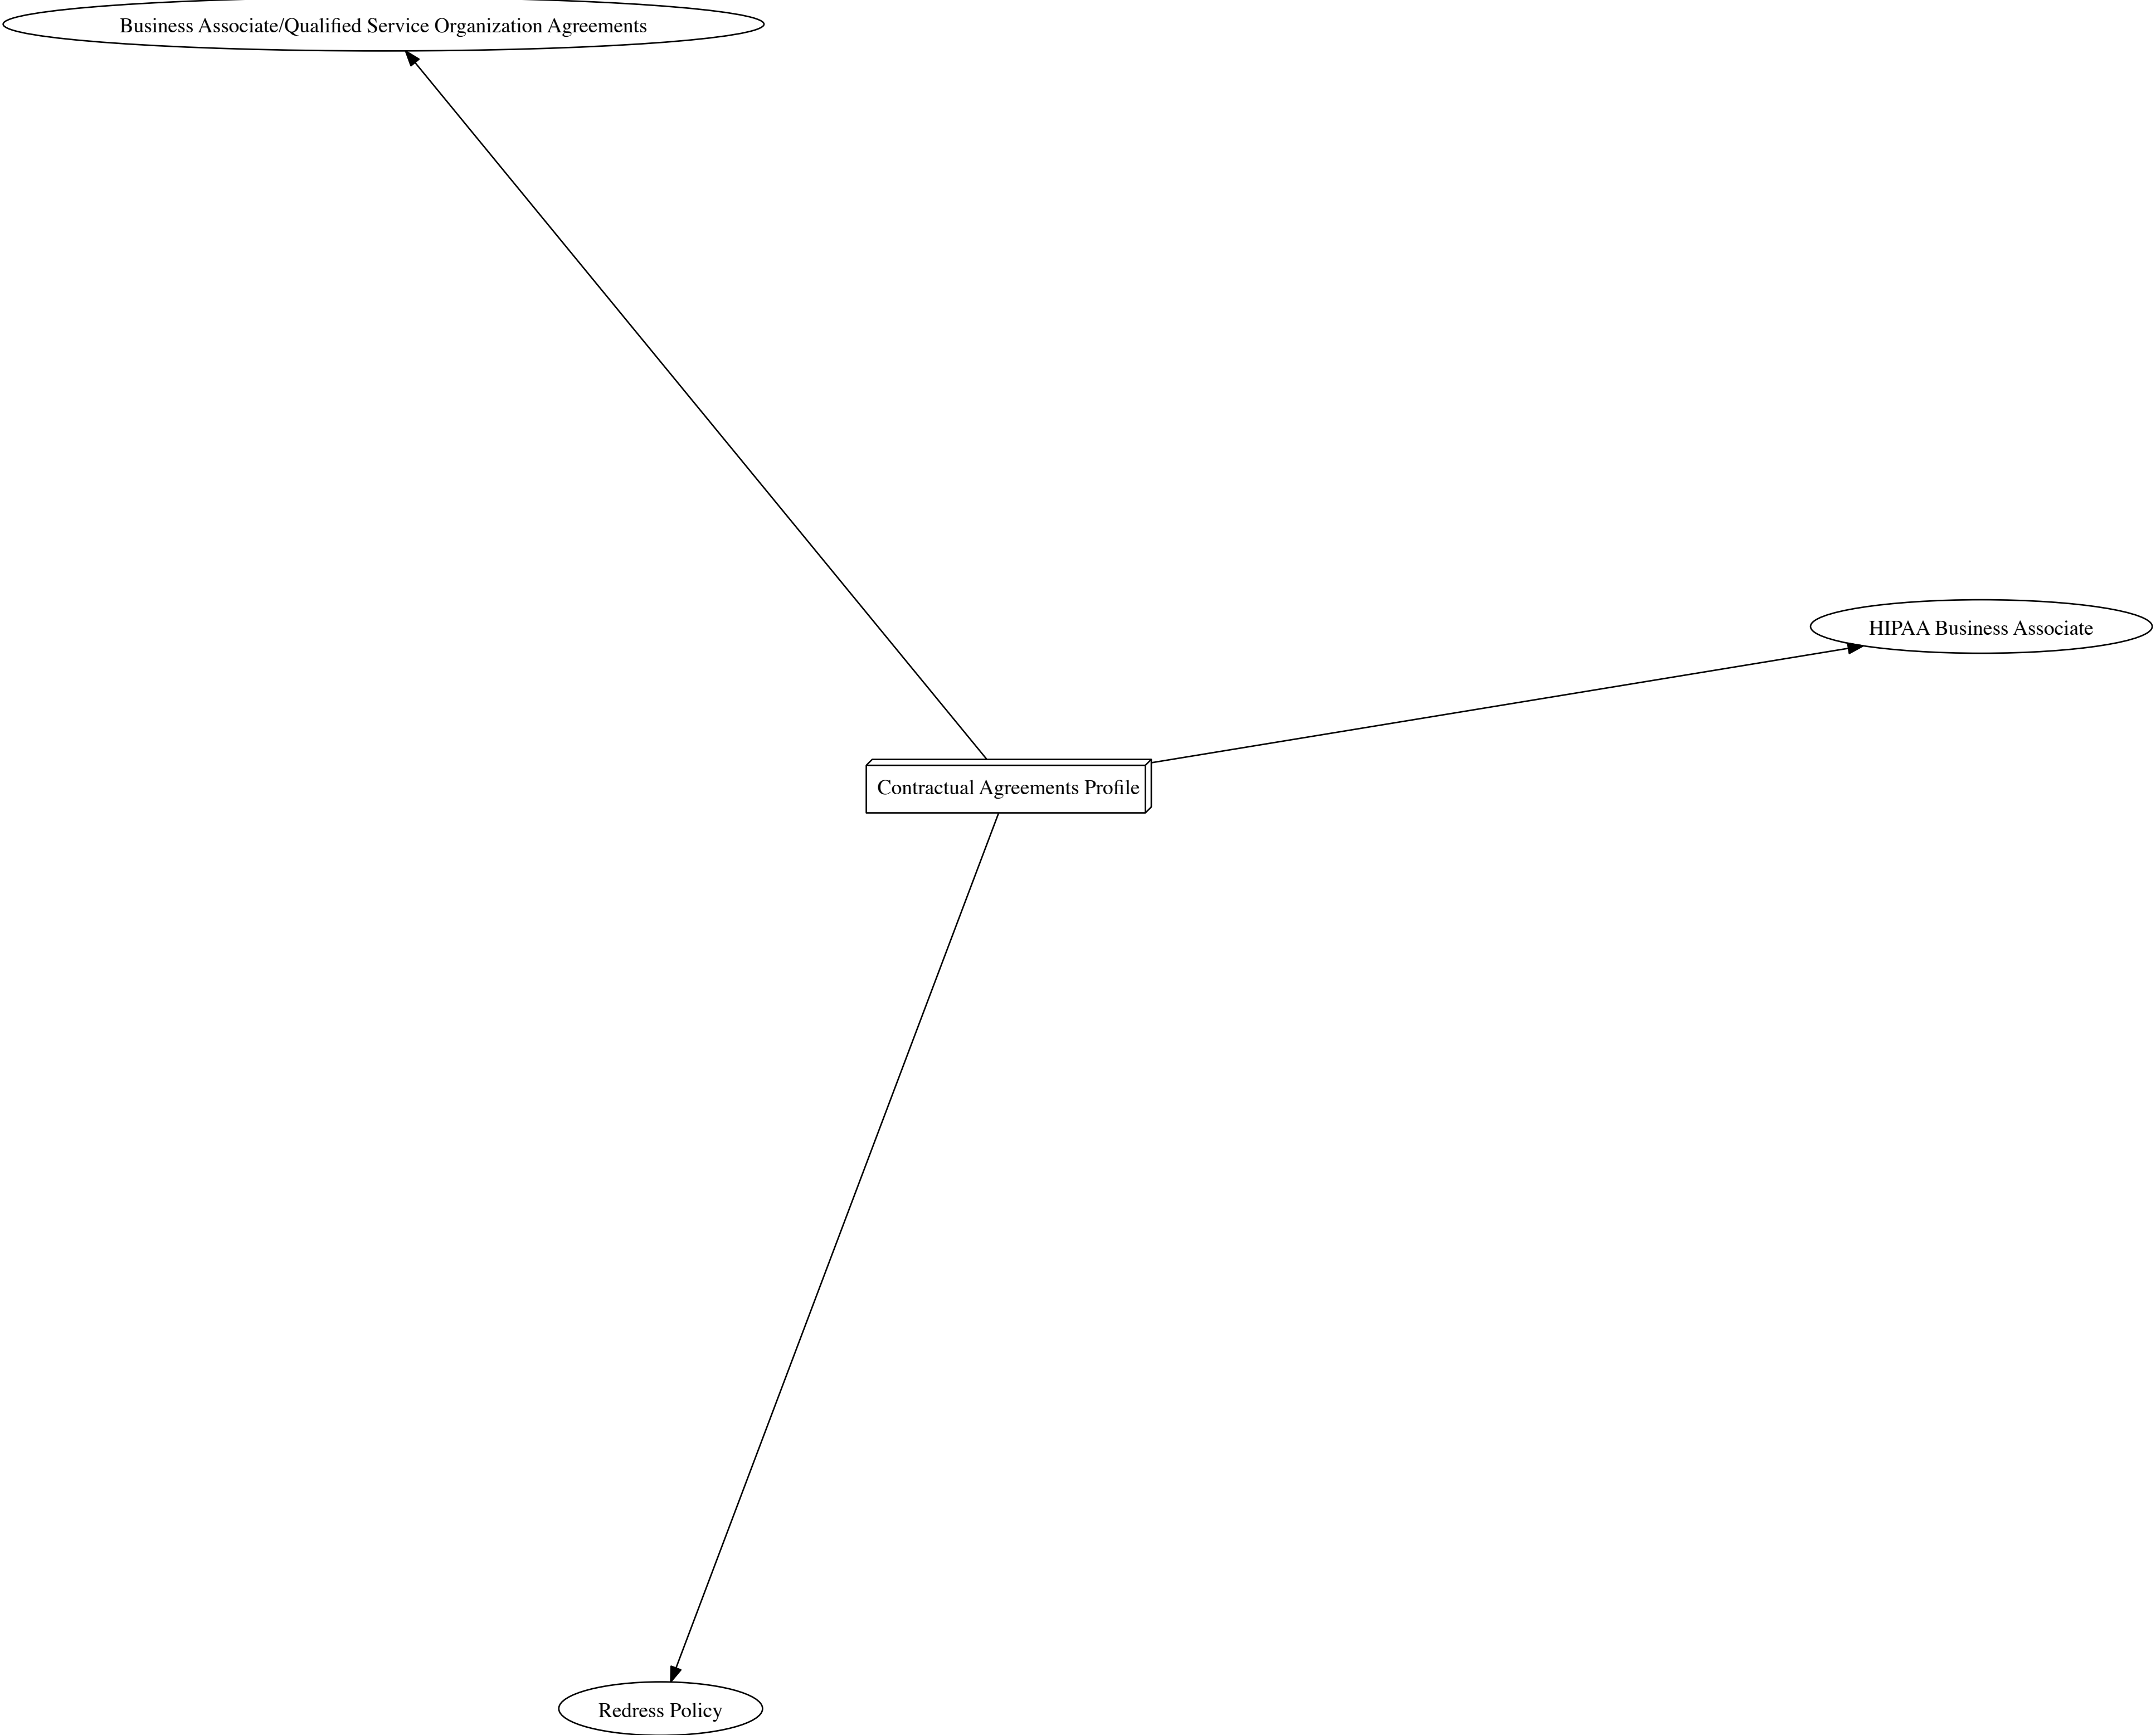 Business Associate/Qualified Service Organization Agreements
HIPAA Business Associate
Contractual Agreements Profile
Redress Policy